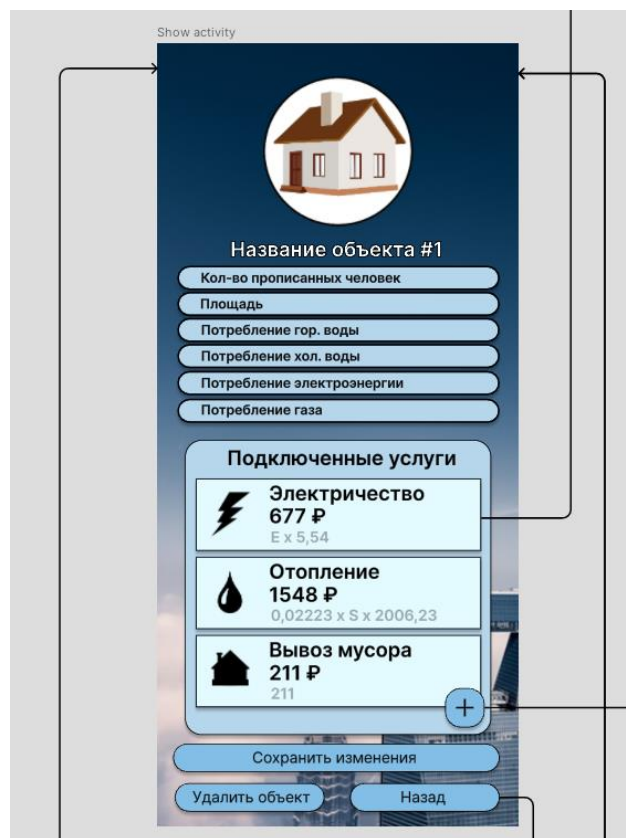 Show activity
Название объекта #1
Кол-во прописанных человек
Площадь
Потребление гор. воды
Потребление хол. воды
Потребление электроэнергии
Потребление газа
Подключенные услуги
Электричество
677 ₽
E x 5,54
Отопление
1548 ₽
0,02223 x S x 2006,23
Вывоз мусора
211 ₽
211
+
Сохранить изменения
Удалить объект
Назад